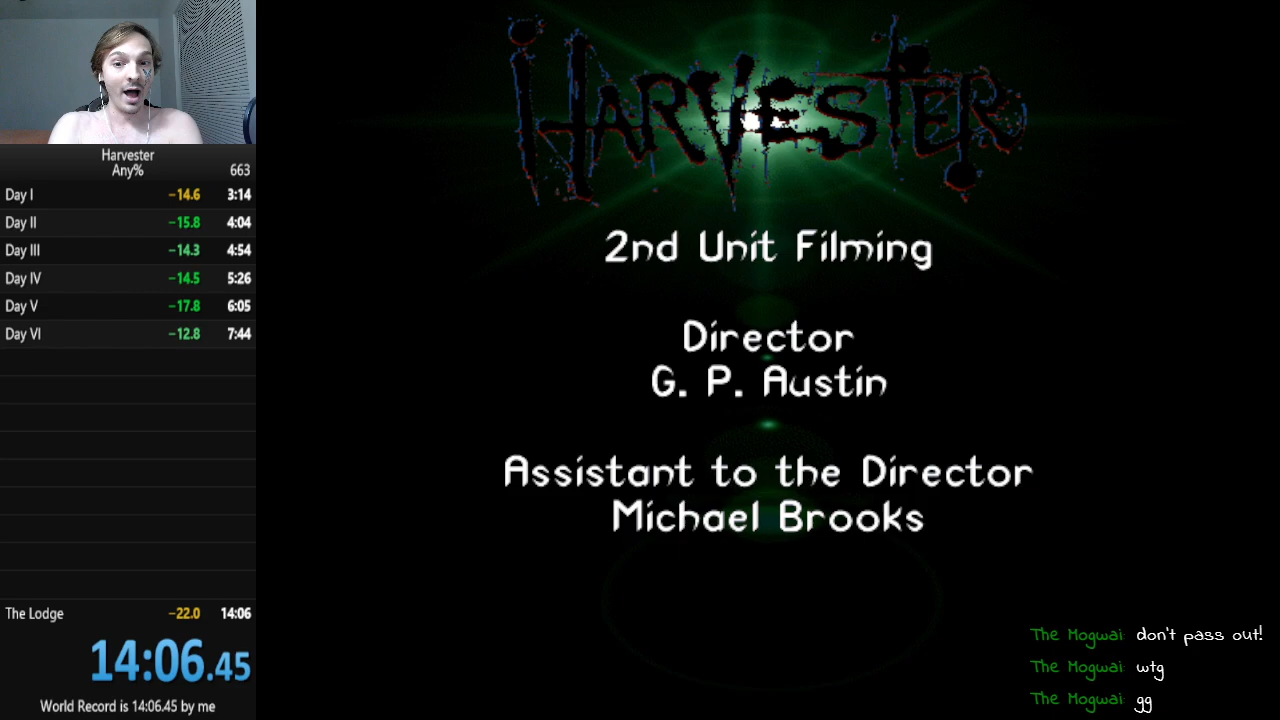 Harvester
Any%
663
Day I −14.6 3:14
Day II −15.8 4:04
Day III −14.3 4:54
Day IV −14.5 5:26
Day V −17.8 6:05
Day VI −12.8 7:44
The Lodge −22.0 14:06
14:06.45
World Record is 14:06.45 by me
HARVESTER
2nd Unit Filming
Director
G. P. Austin
Assistant to the Director
Michael Brooks
The Mogwai: don't pass out!
The Mogwai: wtg
The Mogwai: gg